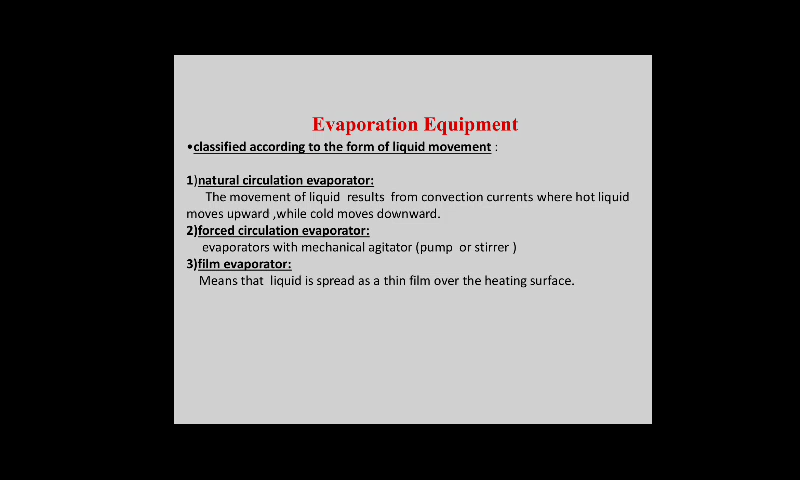 Evaporation Equipment
•classified according to the form of liquid movement :
1)natural circulation evaporator:
The movement of liquid results from convection currents where hot liquid
moves upward ,while cold moves downward.
2)forced circulation evaporator:
evaporators with mechanical agitator (pump or stirrer )
3)film evaporator:
Means that liquid is spread as a thin film over the heating surface.